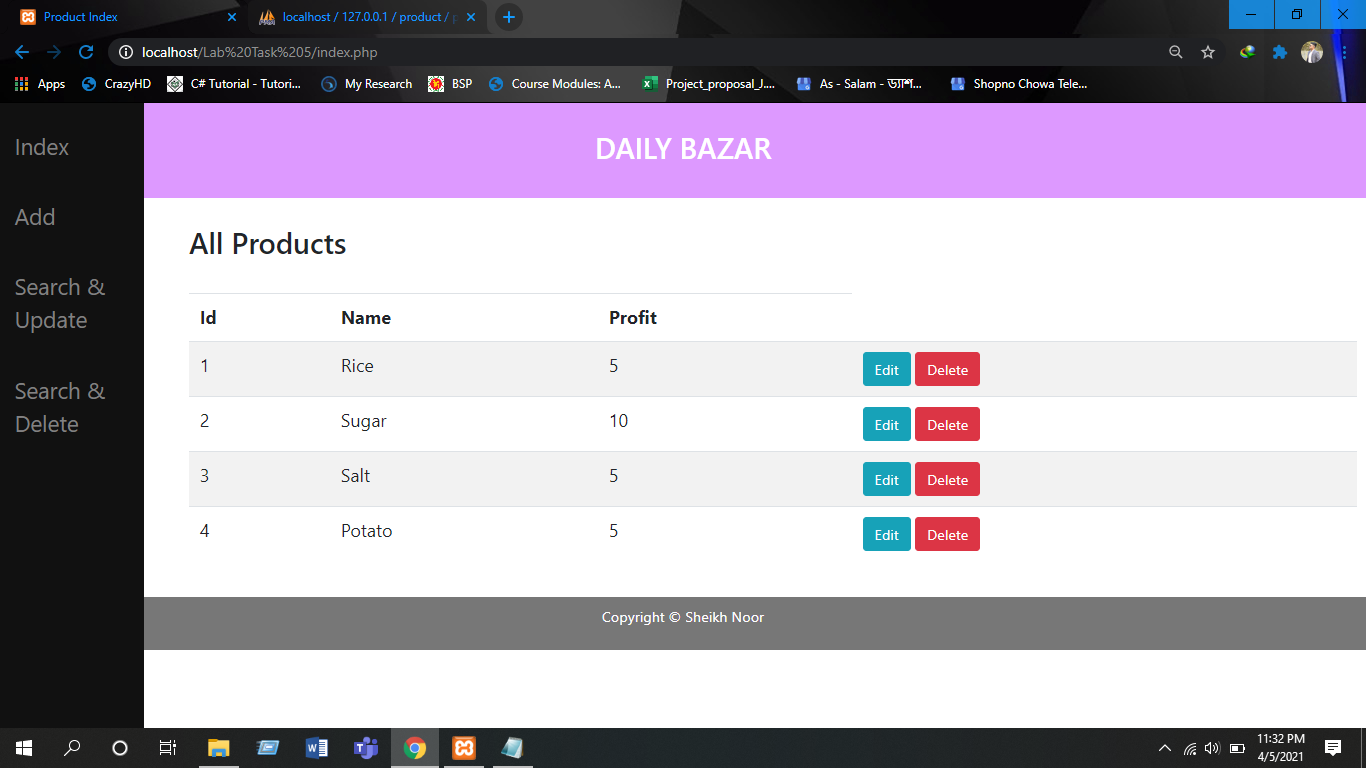 Product Index
localhost / 127.0.0.1 / product / p
localhost/Lab%20Task%205/index.php
Apps CrazyHD C# Tutorial - Tutori... My Research BSP Course Modules: A... Project_proposal_J.... As - Salam - Shopno Chowa Tele...
DAILY BAZAR
Index
Add
Search &
Update
Search &
Delete
All Products
Id Name Profit
1 Rice 5 Edit Delete
2 Sugar 10 Edit Delete
3 Salt 5 Edit Delete
4 Potato 5 Edit Delete
Copyright © Sheikh Noor
11:32 PM
4/5/2021